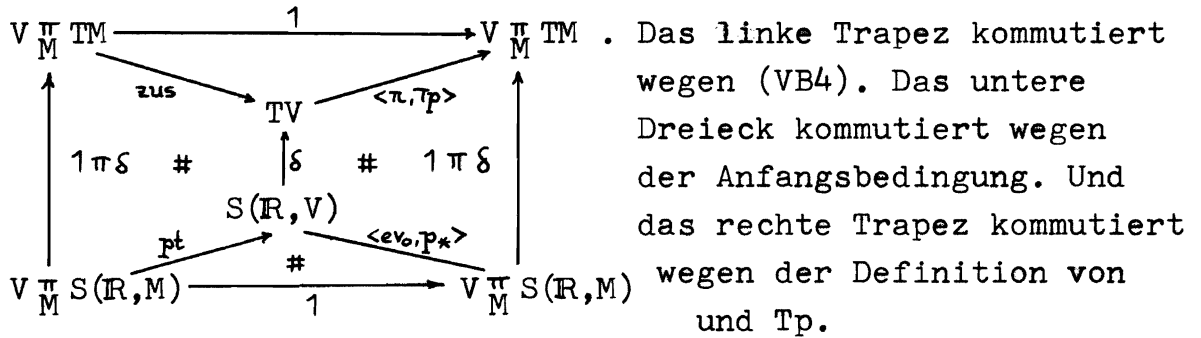 V π M TM 1 V π M TM . Das linke Trapez kommutiert
zus <π,Tp> wegen (VB4). Das untere
TV Dreieck kommutiert wegen
1πδ # δ # 1πδ der Anfangsbedingung. Und
S(ℝ,V) das rechte Trapez kommutiert
pt # <ev₀,p*>
V π M S(ℝ,M) 1 V π M S(ℝ,M) wegen der Definition von
und Tp.